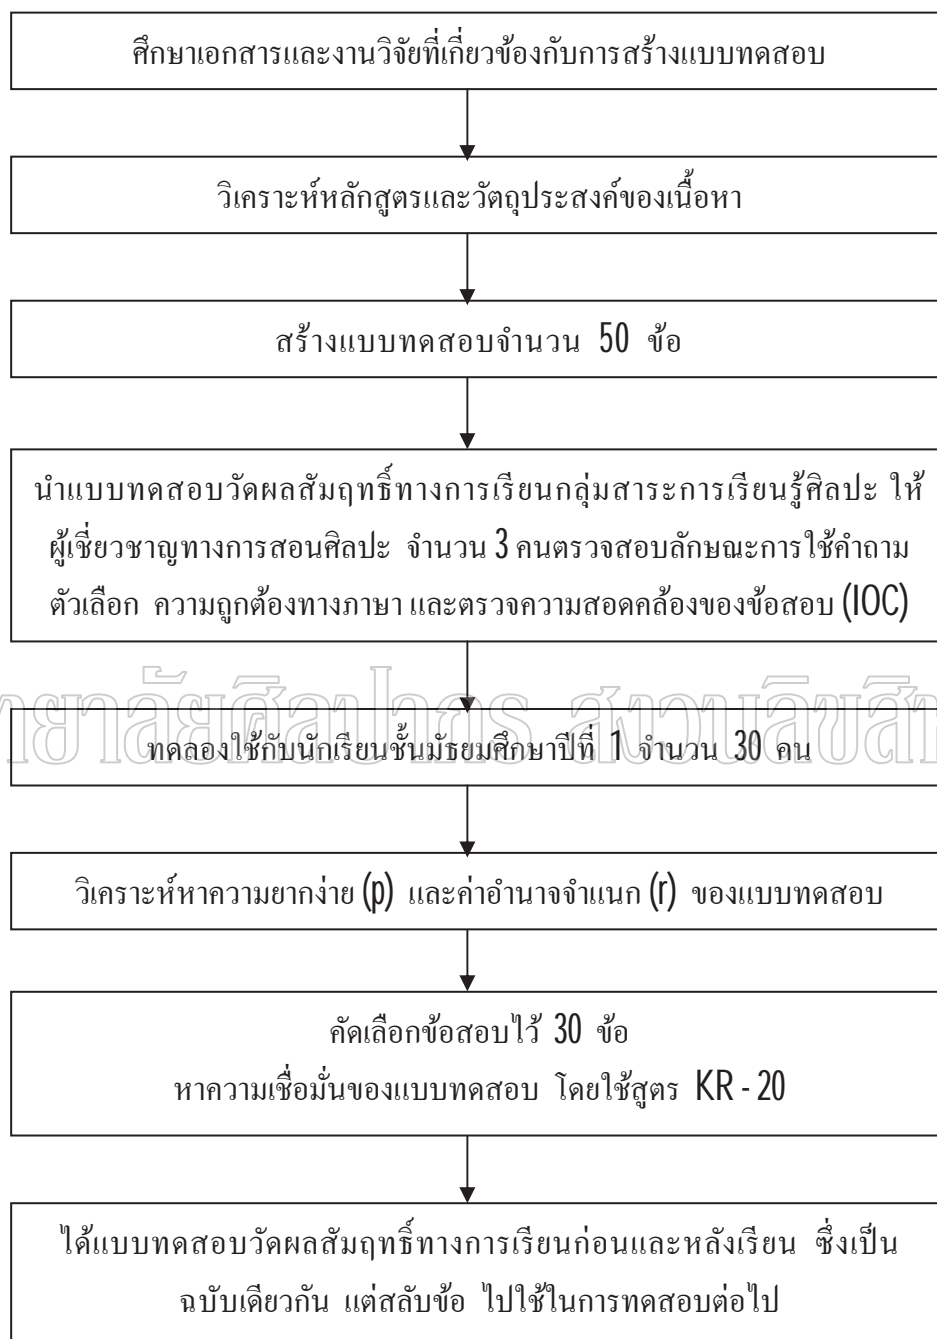 ศึกษาเอกสารและงานวิจัยที่เกี่ยวข้องกับการสร้างแบบทดสอบ
วิเคราะห์หลักสูตรและวัตถุประสงค์ของเนื้อหา
สร้างแบบทดสอบจำนวน 50 ข้อ
นำแบบทดสอบวัดผลสัมฤทธิ์ทางการเรียนกลุ่มสาระการเรียนรู้ศิลปะ ให้
ผู้เชี่ยวชาญทางการสอนศิลปะ จำนวน 3 คนตรวจสอบลักษณะการใช้คำถาม
ตัวเลือก ความถูกต้องทางภาษา และตรวจความสอดคล้องของข้อสอบ (IOC)
ทยาลัยศิลปากร สงวนลิขสิท
ทดลองใช้กับนักเรียนชั้นมัธยมศึกษาปีที่ 1 จำนวน 30 คน
วิเคราะห์หาความยากง่าย (p) และค่าอำนาจจำแนก (r) ของแบบทดสอบ
คัดเลือกข้อสอบไว้ 30 ข้อ
หาความเชื่อมั่นของแบบทดสอบ โดยใช้สูตร KR - 20
ได้แบบทดสอบวัดผลสัมฤทธิ์ทางการเรียนก่อนและหลังเรียน ซึ่งเป็น
ฉบับเดียวกัน แต่สลับข้อ ไปใช้ในการทดสอบต่อไป